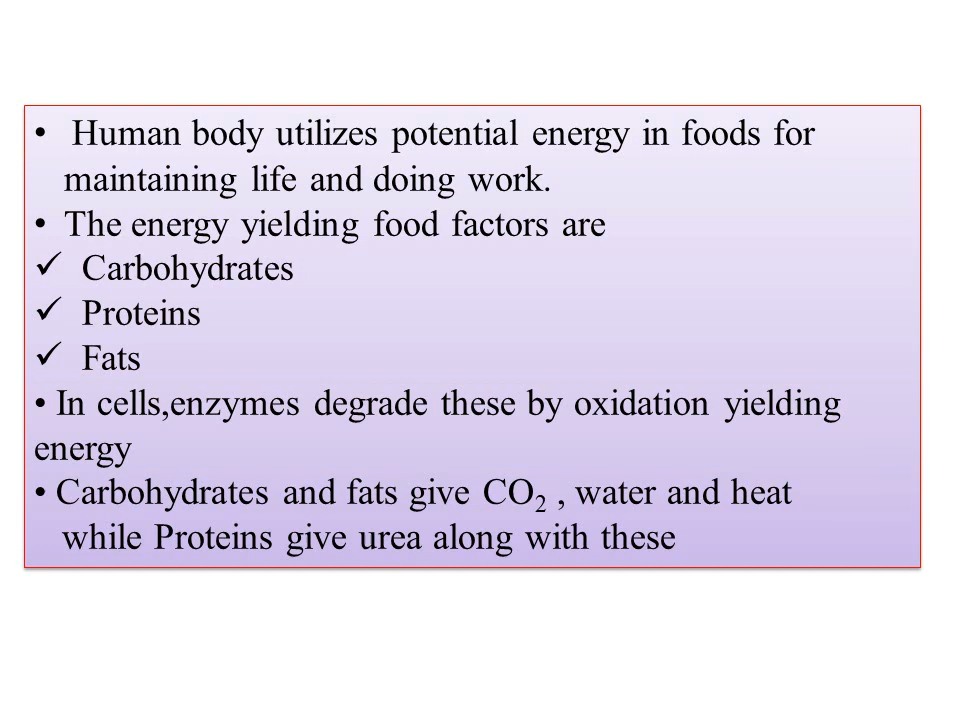 • Human body utilizes potential energy in foods for
maintaining life and doing work.
• The energy yielding food factors are
✓ Carbohydrates
✓ Proteins
✓ Fats
• In cells,enzymes degrade these by oxidation yielding
energy
• Carbohydrates and fats give CO₂ , water and heat
while Proteins give urea along with these